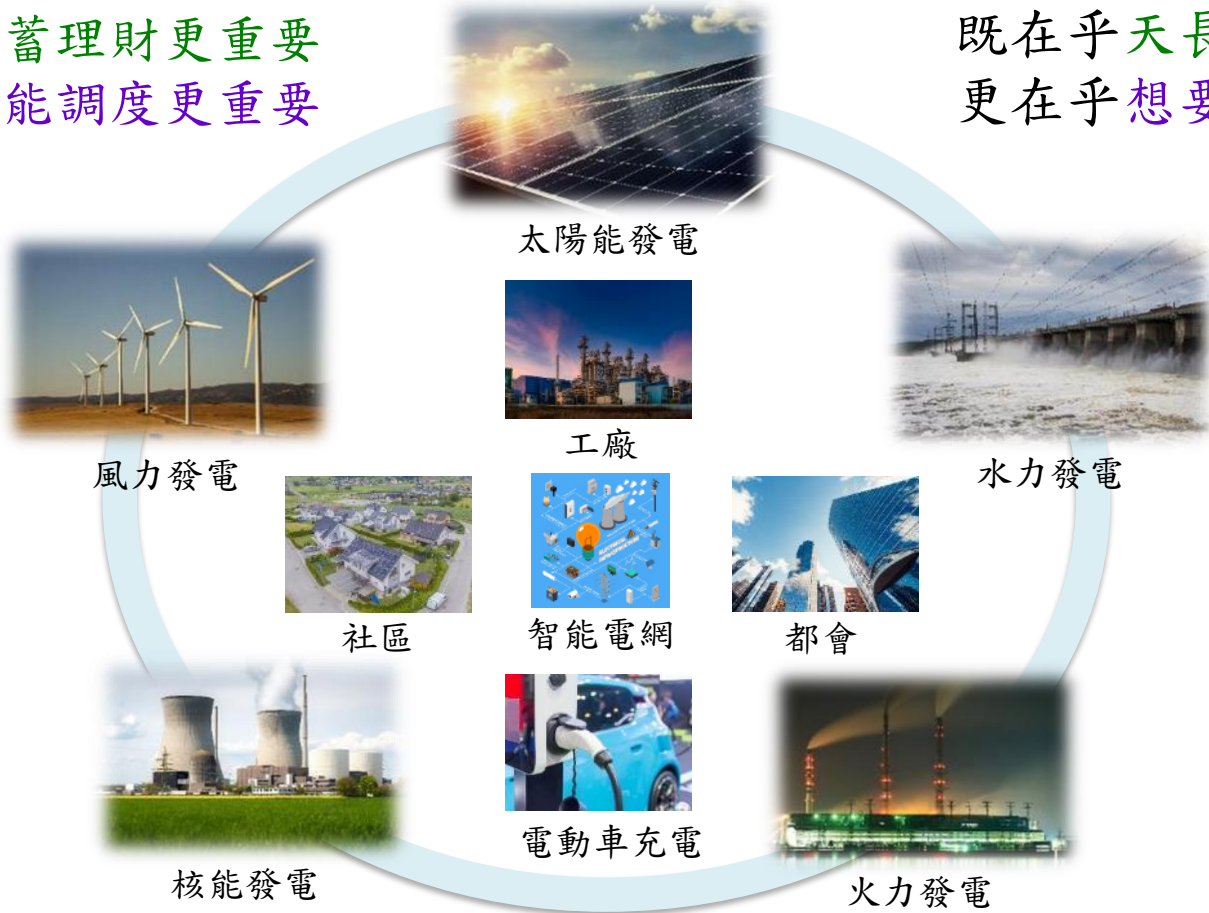 蓄理財更重要
能調度更重要
既在乎天長
更在乎想要
太陽能發電
工廠
風力發電
水力發電
社區
智能電網
都會
電動車充電
核能發電
火力發電